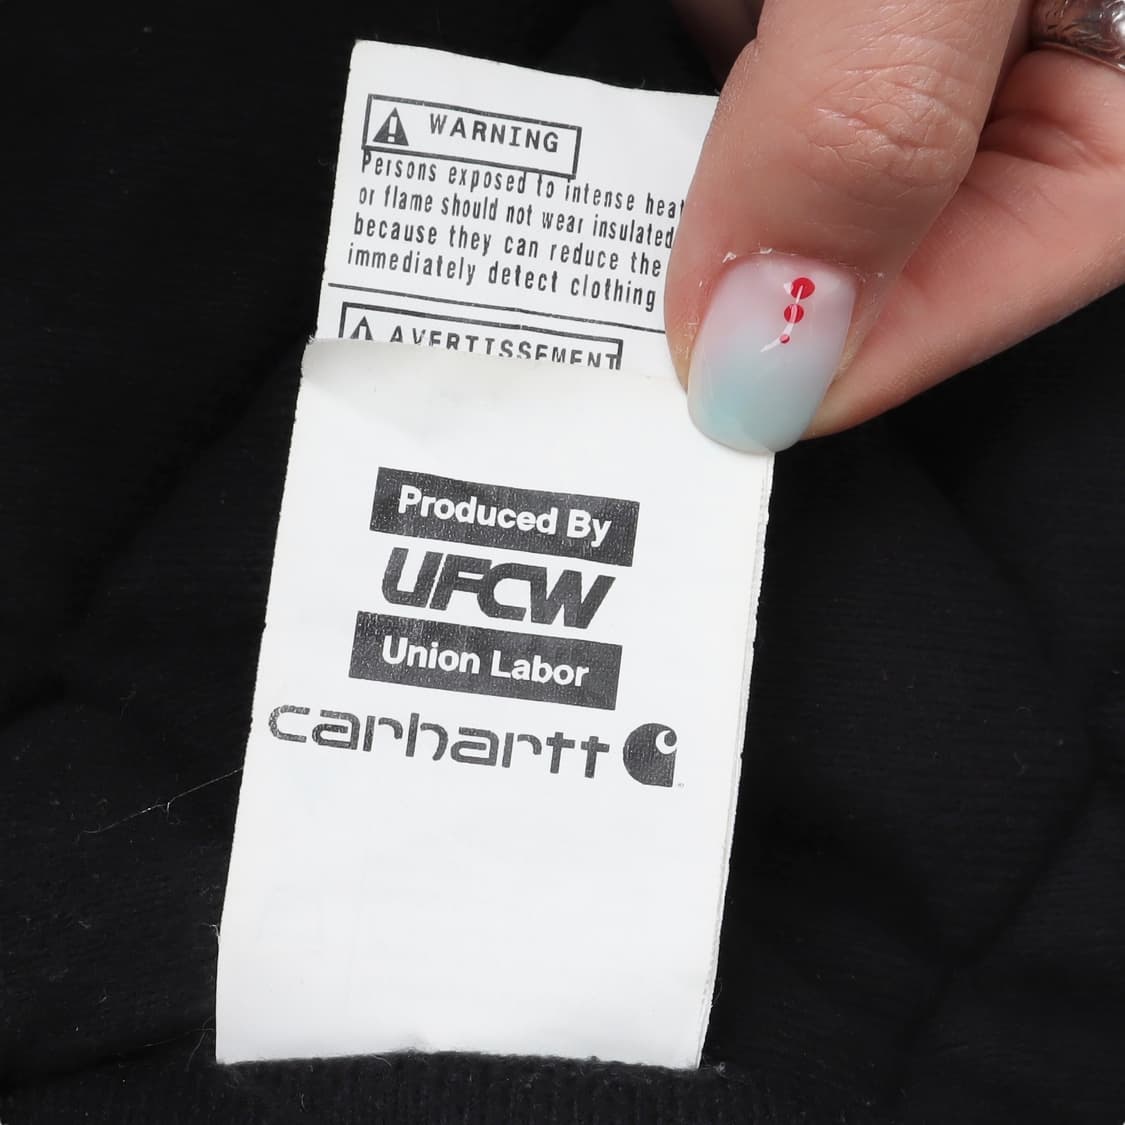 WARNING
Persons exposed to intense heat
or flame should not wear insulated
because they can reduce the
immediately detect clothing
AVERTISSEMENT
Produced By
UFCW
Union Labor
carhartt